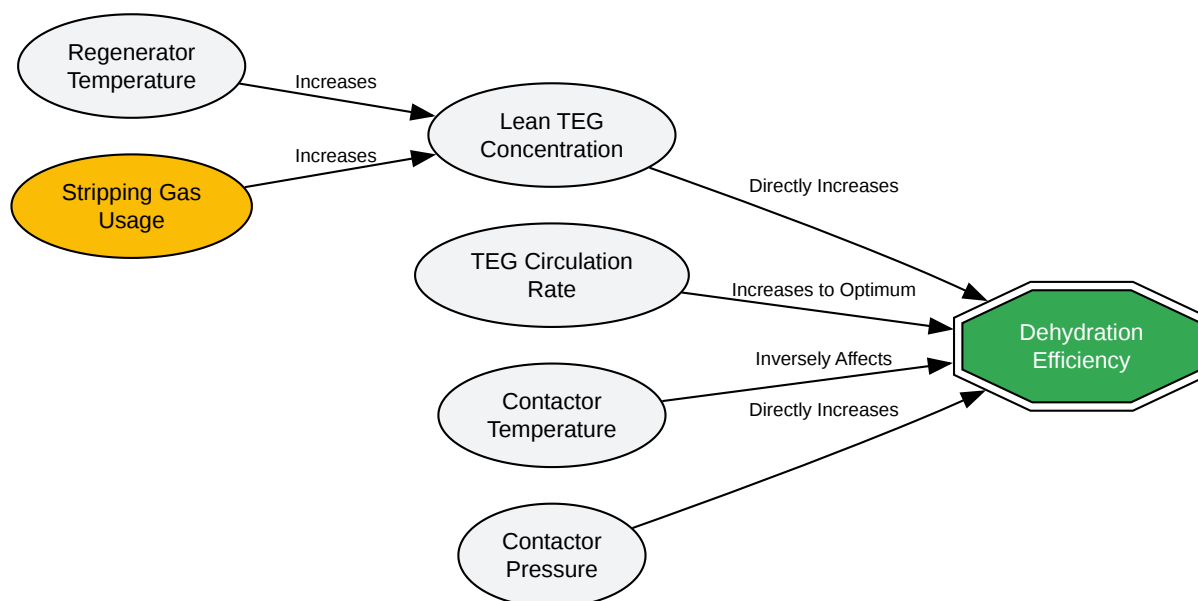 Regenerator
Temperature
Increases
Stripping Gas
Usage
Increases
Lean TEG
Concentration
Directly Increases
TEG Circulation
Rate
Increases to Optimum
Contactor
Temperature
Inversely Affects
Contactor
Pressure
Directly Increases
Dehydration
Efficiency